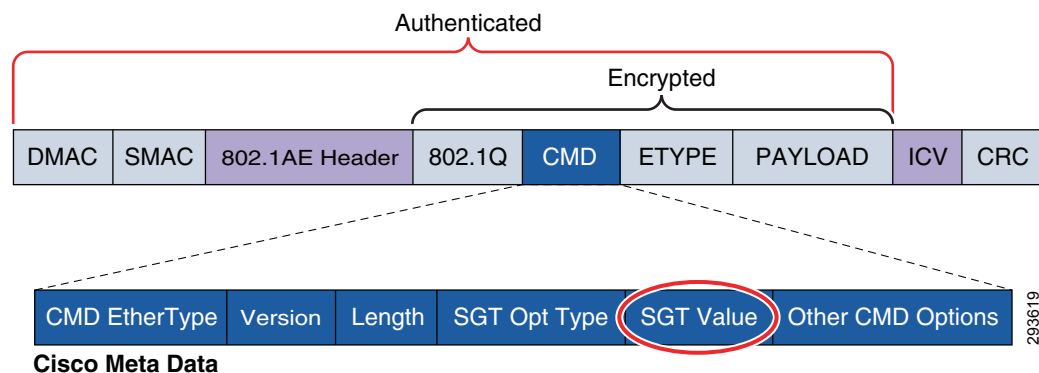 Authenticated
Encrypted
DMAC SMAC 802.1AE Header 802.1Q CMD ETYPE PAYLOAD ICV CRC
CMD EtherType Version Length SGT Opt Type SGT Value Other CMD Options
293619
Cisco Meta Data